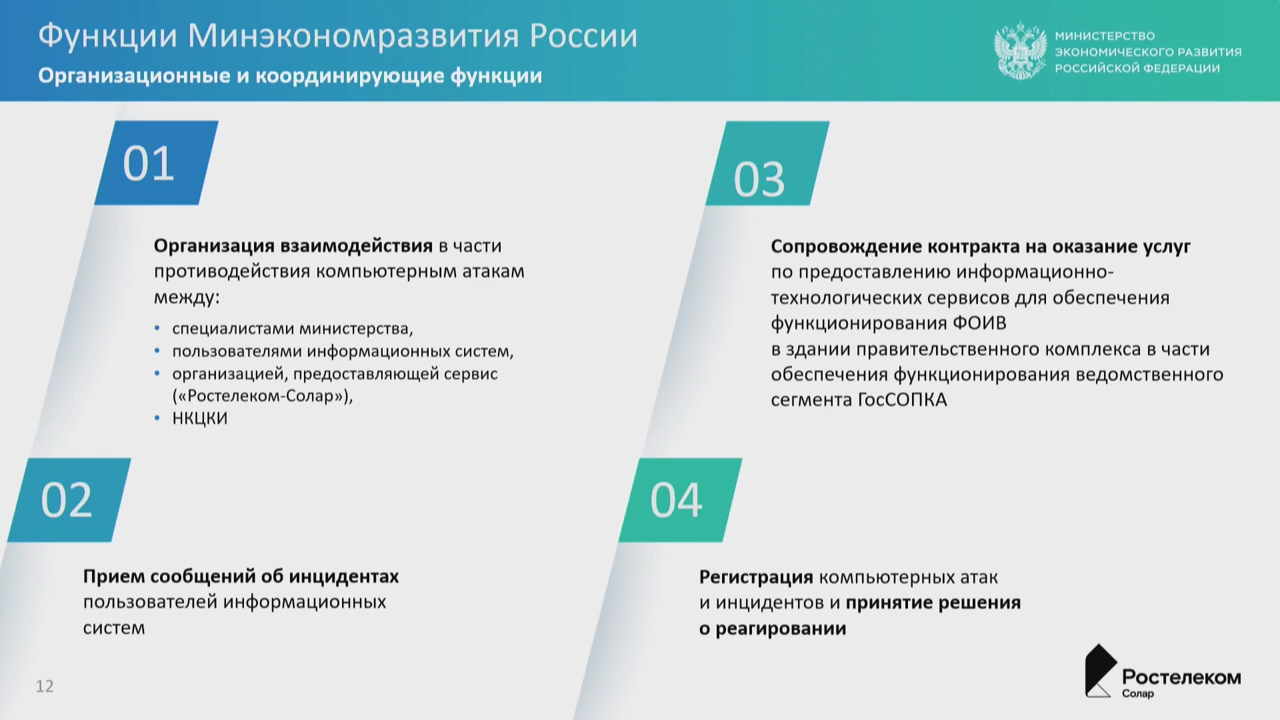 Функции Минэкономразвития России
Организационные и координирующие функции
МИНИСТЕРСТВО
ЭКОНОМИЧЕСКОГО РАЗВИТИЯ
РОССИЙСКОЙ ФЕДЕРАЦИИ
01
Организация взаимодействия в части
противодействия компьютерным атакам
между:
• специалистами министерства,
• пользователями информационных систем,
• организацией, предоставляющей сервис
(«Ростелеком-Солар»),
• НКЦКИ
02
Прием сообщений об инцидентах
пользователей информационных
систем
03
Сопровождение контракта на оказание услуг
по предоставлению информационно-
технологических сервисов для обеспечения
функционирования ФОИВ
в здании правительственного комплекса в части
обеспечения функционирования ведомственного
сегмента ГосСОПКА
04
Регистрация компьютерных атак
и инцидентов и принятие решения
о реагировании
12
Ростелеком
Солар